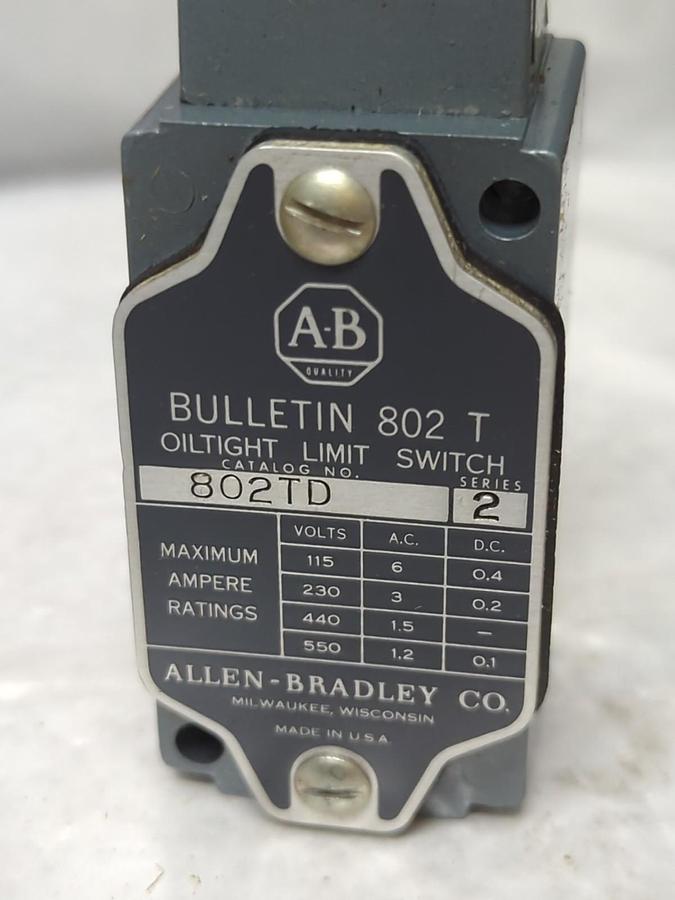 A-B
QUALITY
BULLETIN 802 T
OILTIGHT LIMIT SWITCH
CATALOG NO. SERIES
802TD 2
MAXIMUM AMPERE RATINGS
VOLTS A.C. D.C.
115 6 0.4
230 3 0.2
440 1.5 –
550 1.2 0.1
ALLEN-BRADLEY CO.
MILWAUKEE, WISCONSIN
MADE IN U.S.A.